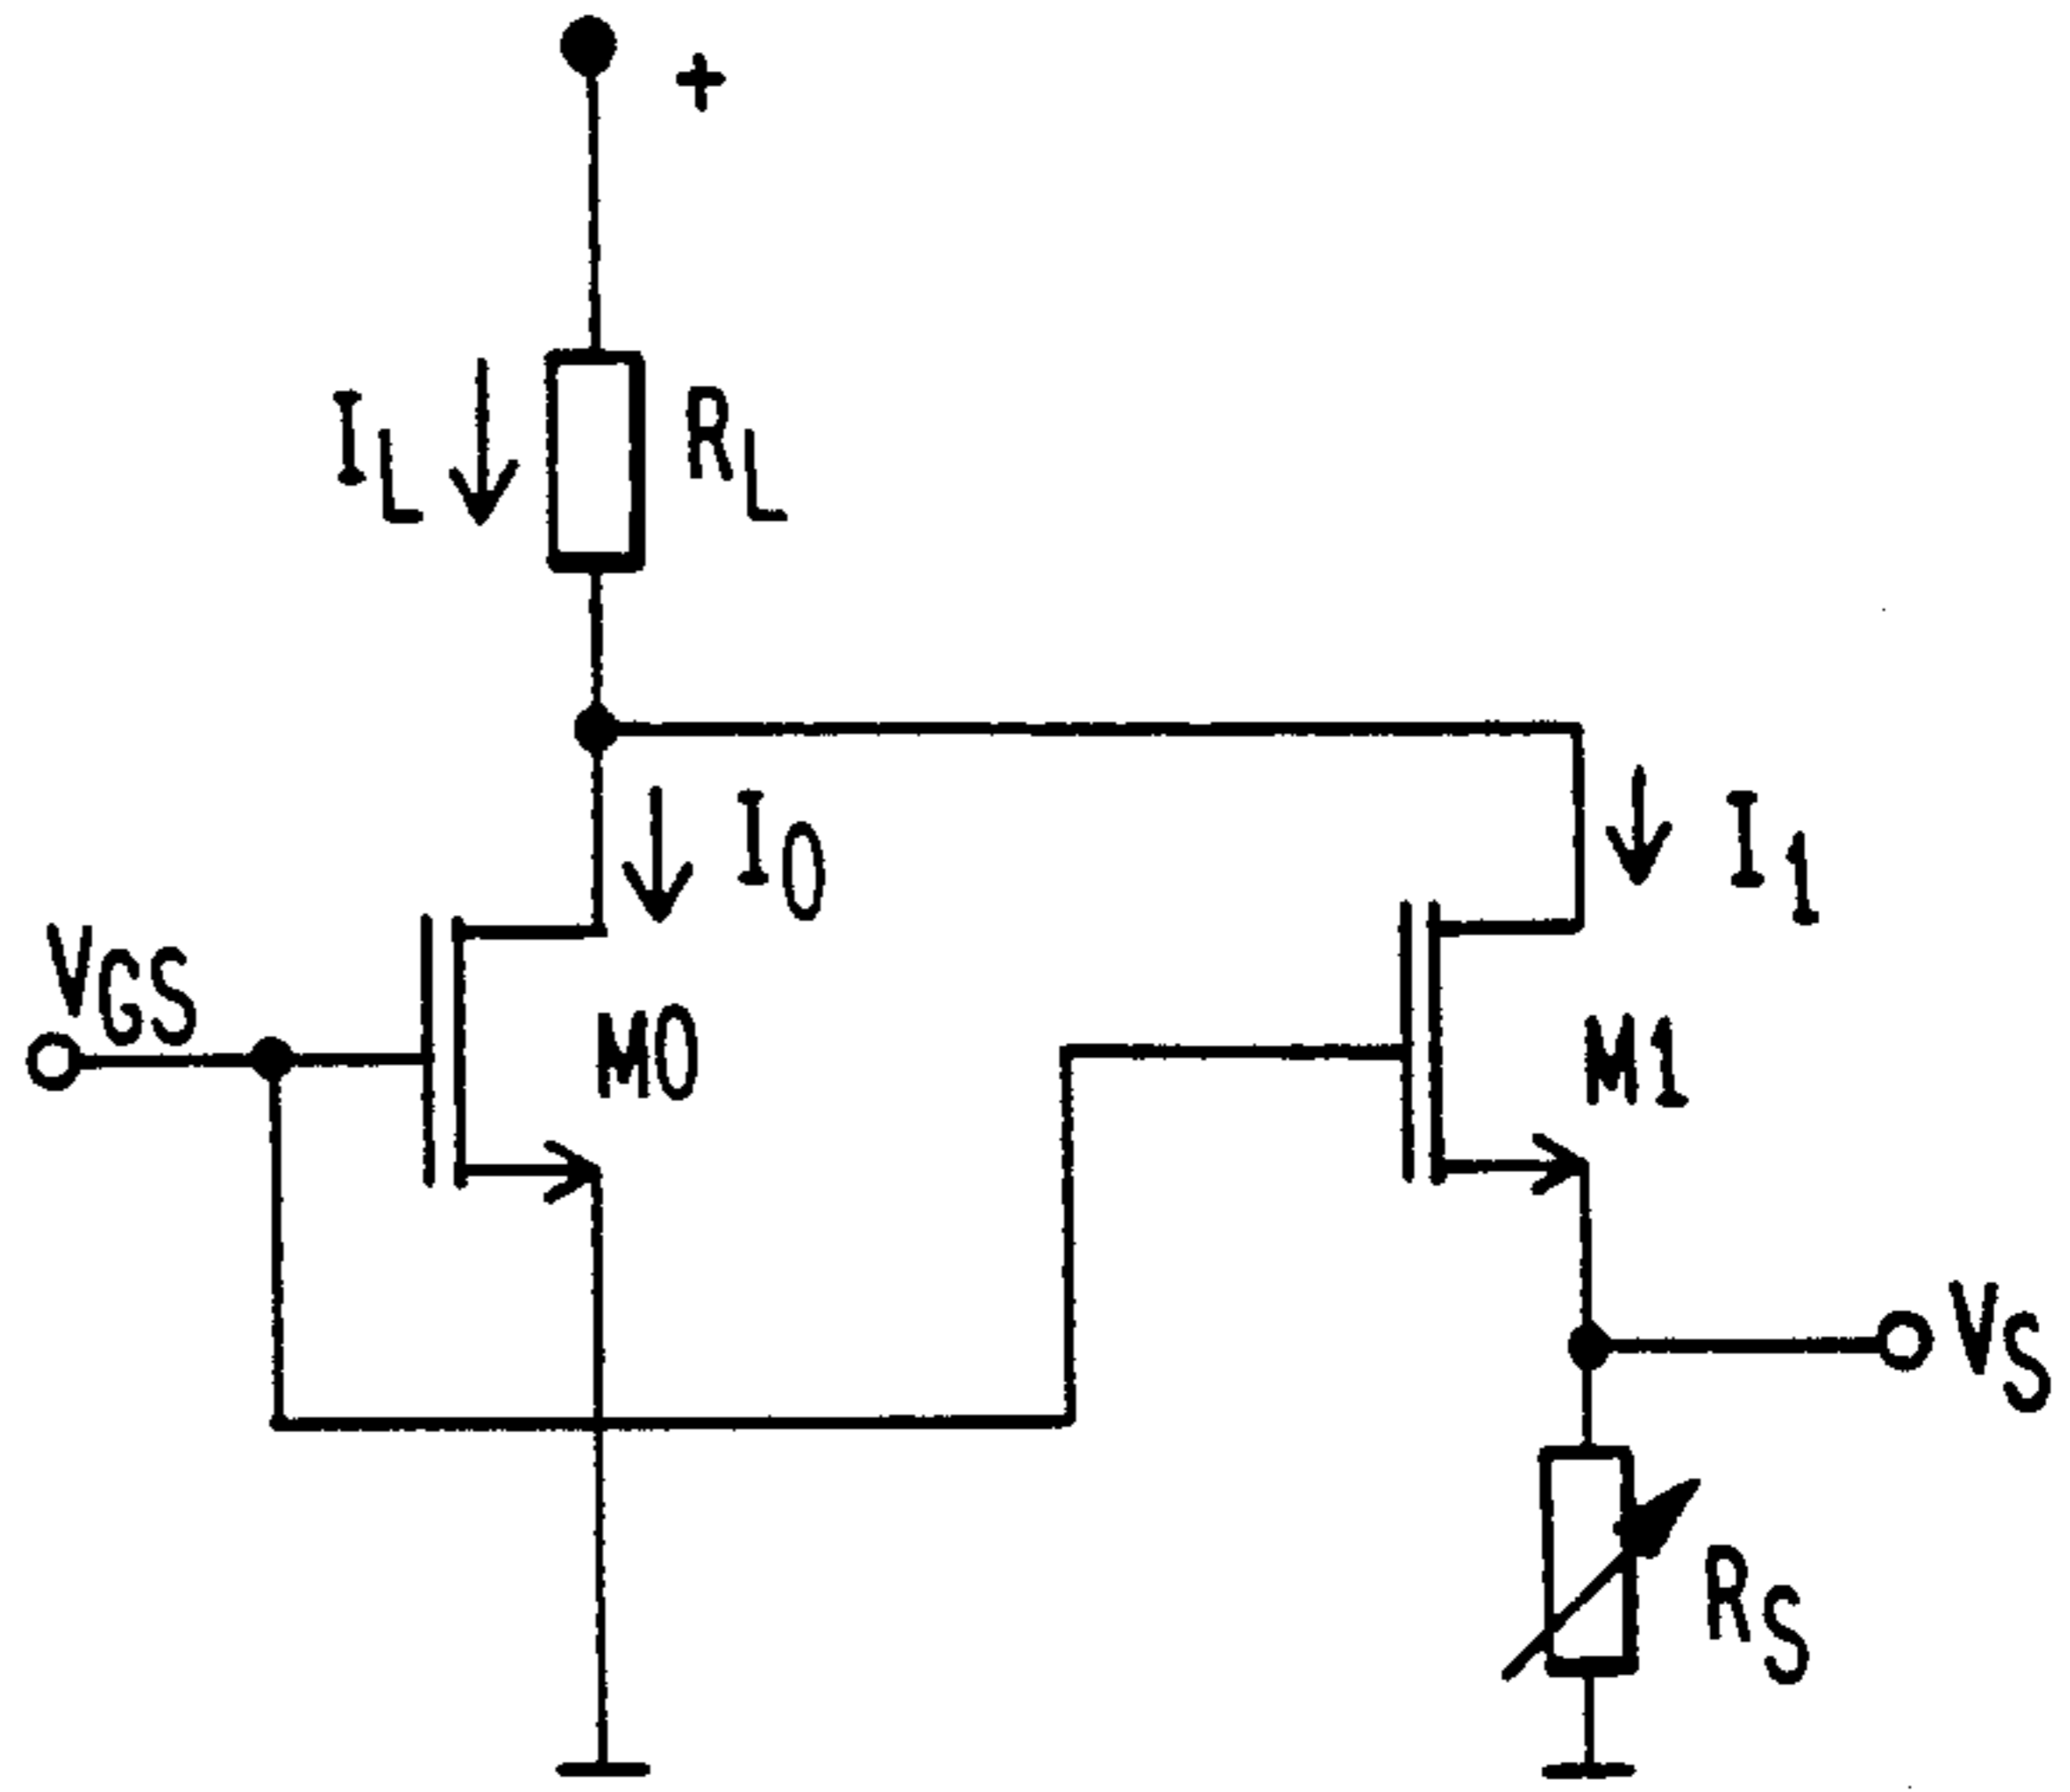 +
I_L
R_L
I_0
I_1
V_GS
M0
M1
V_S
R_S